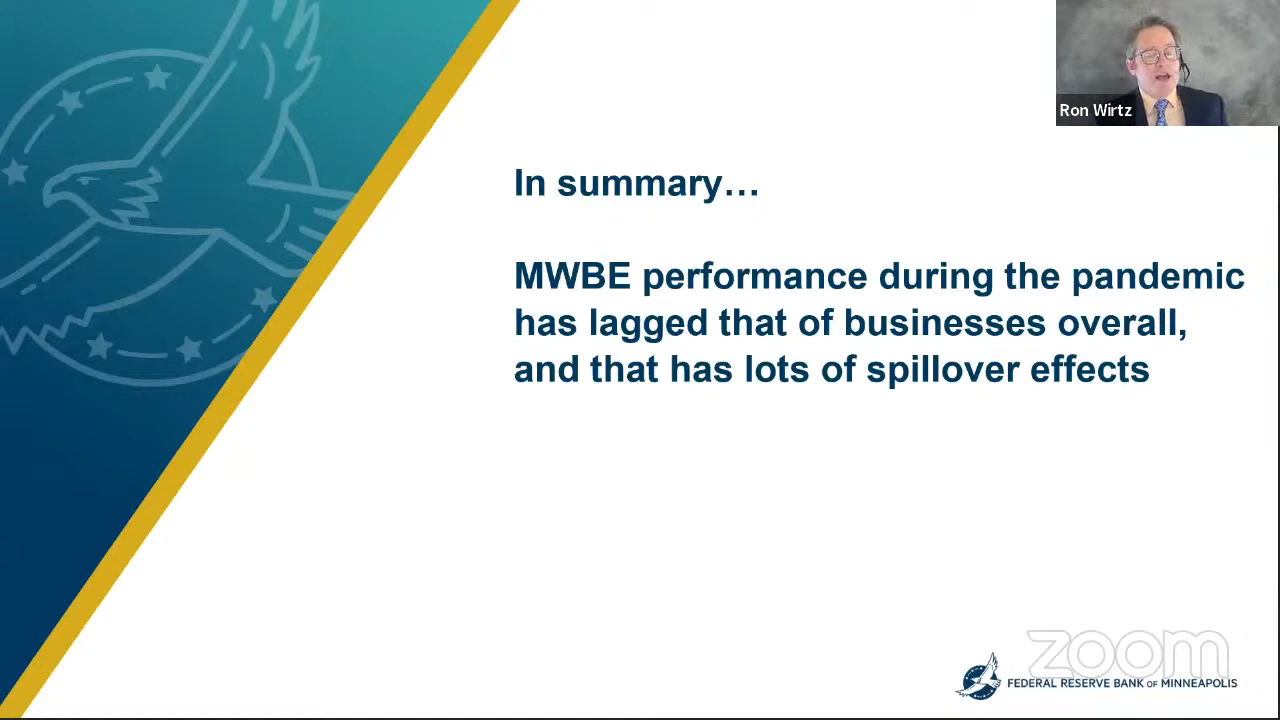 Ron Wirtz
In summary…
MWBE performance during the pandemic
has lagged that of businesses overall,
and that has lots of spillover effects
zoom
FEDERAL RESERVE BANK OF MINNEAPOLIS